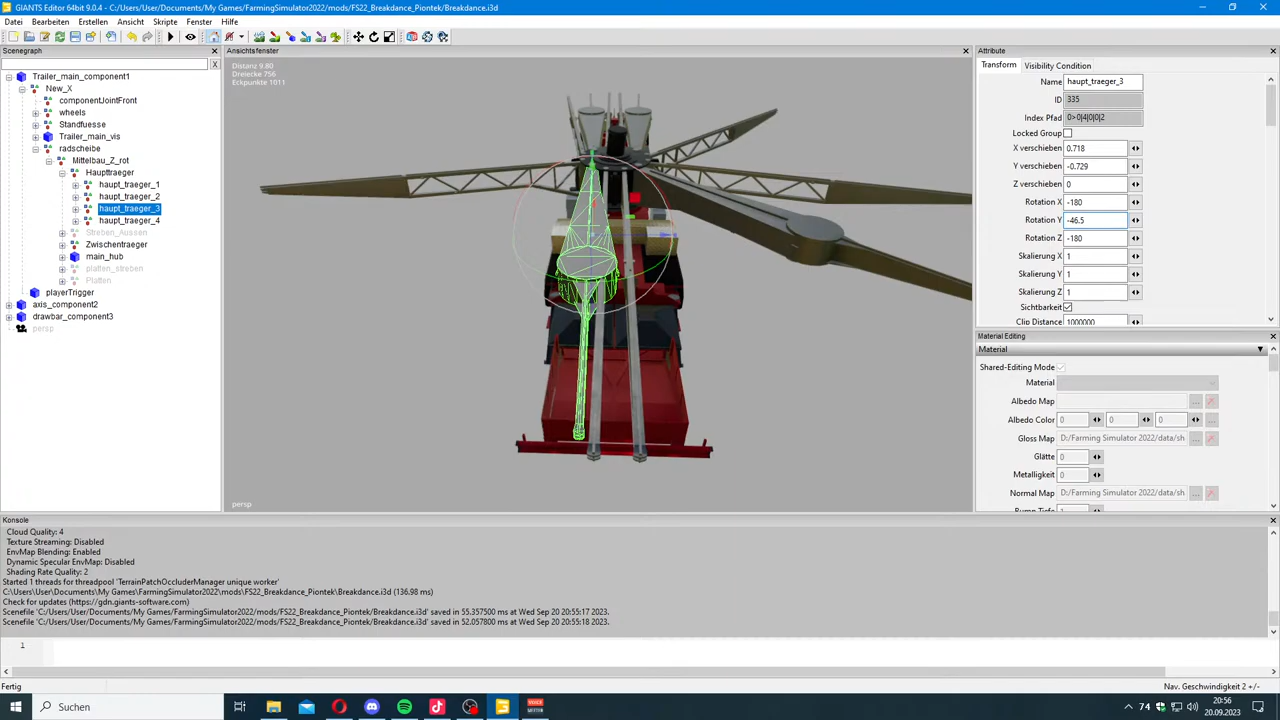 GIANTS Editor 64bit 9.0.4 - C:/Users/User/Documents/My Games/FarmingSimulator2022/mods/FS22_Breakdance_Piontek/Breakdance.i3d
Datei Bearbeiten Erstellen Ansicht Skripte Fenster Hilfe
Scenegraph
X
Trailer_main_component1
New_X
componentJointFront
wheels
Standfuesse
Trailer_main_vis
radscheibe
Mittelbau_Z_rot
Haupttraeger
haupt_traeger_1
haupt_traeger_2
haupt_traeger_3
haupt_traeger_4
Streben_Aussen
Zwischentraeger
main_hub
platten_streben
Platten
playerTrigger
axis_component2
drawbar_component3
persp
Ansichtsfenster
Distanz 9.80
Dreiecke 756
Eckpunkte 1011
persp
Attribute
Transform Visibility Condition
Name haupt_traeger_3
ID 335
Index Pfad 0>0|4|0|0|2
Locked Group
X verschieben 0.718
Y verschieben -0.729
Z verschieben 0
Rotation X -180
Rotation Y -46.5
Rotation Z -180
Skalierung X 1
Skalierung Y 1
Skalierung Z 1
Sichtbarkeit
Clip Distance 1000000
Material Editing
Material
Shared-Editing Mode
Material
Albedo Map ...
Albedo Color 0 0 0 ...
Gloss Map D:/Farming Simulator 2022/data/sh ...
Glätte 0
Metalligkeit 0
Normal Map D:/Farming Simulator 2022/data/sh ...
Bump Tiefe
Konsole
Cloud Quality: 4
Texture Streaming: Disabled
EnvMap Blending: Enabled
Dynamic Specular EnvMap: Disabled
Shading Rate Quality: 2
Started 1 threads for threadpool 'TerrainPatchOccluderManager unique worker'
C:\Users\User\Documents\My Games\FarmingSimulator2022\mods\FS22_Breakdance_Piontek\Breakdance.i3d (136.98 ms)
Check for updates (https://gdn.giants-software.com)
Scenefile 'C:/Users/User/Documents/My Games/FarmingSimulator2022/mods/FS22_Breakdance_Piontek/Breakdance.i3d' saved in 55.357500 ms at Wed Sep 20 20:55:17 2023.
Scenefile 'C:/Users/User/Documents/My Games/FarmingSimulator2022/mods/FS22_Breakdance_Piontek/Breakdance.i3d' saved in 52.057800 ms at Wed Sep 20 20:55:18 2023.
1
Fertig
Nav. Geschwindigkeit 2 +/-
Suchen
74
20:56
20.09.2023